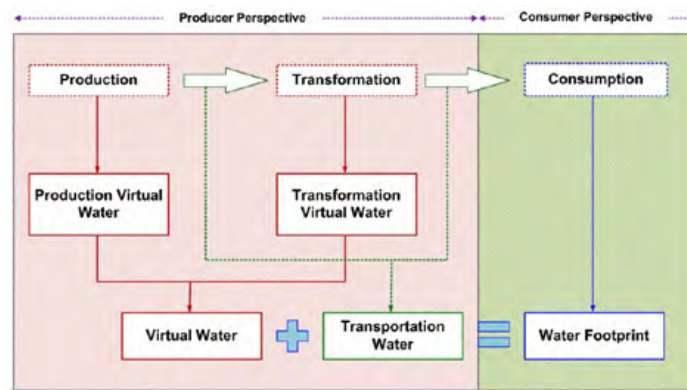 Producer Perspective
Consumer Perspective
Production
Transformation
Consumption
Production Virtual
Water
Transformation
Virtual Water
Virtual Water
Transportation
Water
Water Footprint